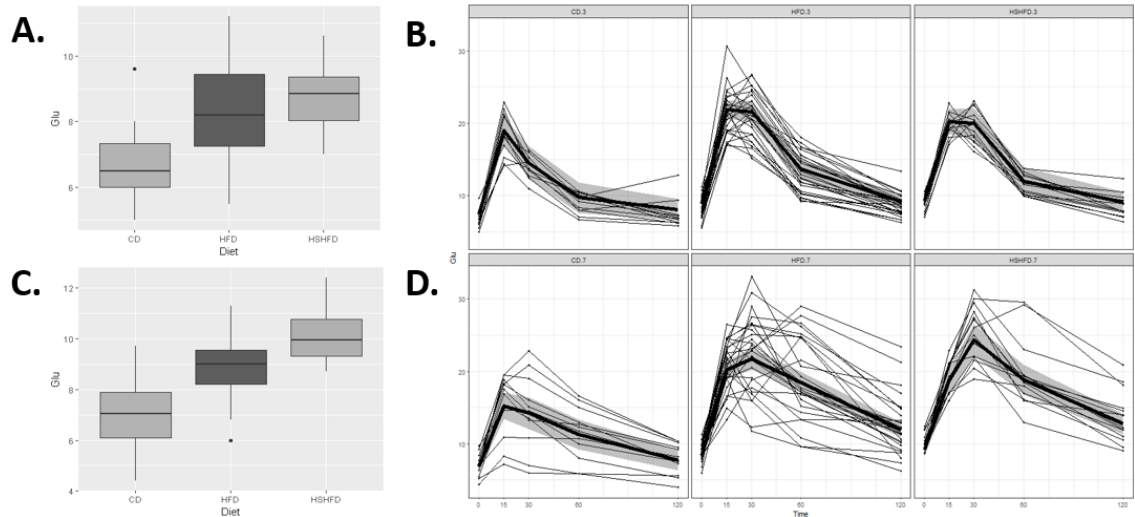 A.
10
8
6
Glu
CD
HFD
HSHFD
Diet
B.
CD.3
HFD.3
HSHFD.3
30
20
10
C.
12
10
8
6
4
Glu
CD
HFD
HSHFD
Diet
D.
Glu
CD.7
HFD.7
HSHFD.7
30
20
10
0 15 30 60 120
0 15 30 60 120
0 15 30 60 120
Time